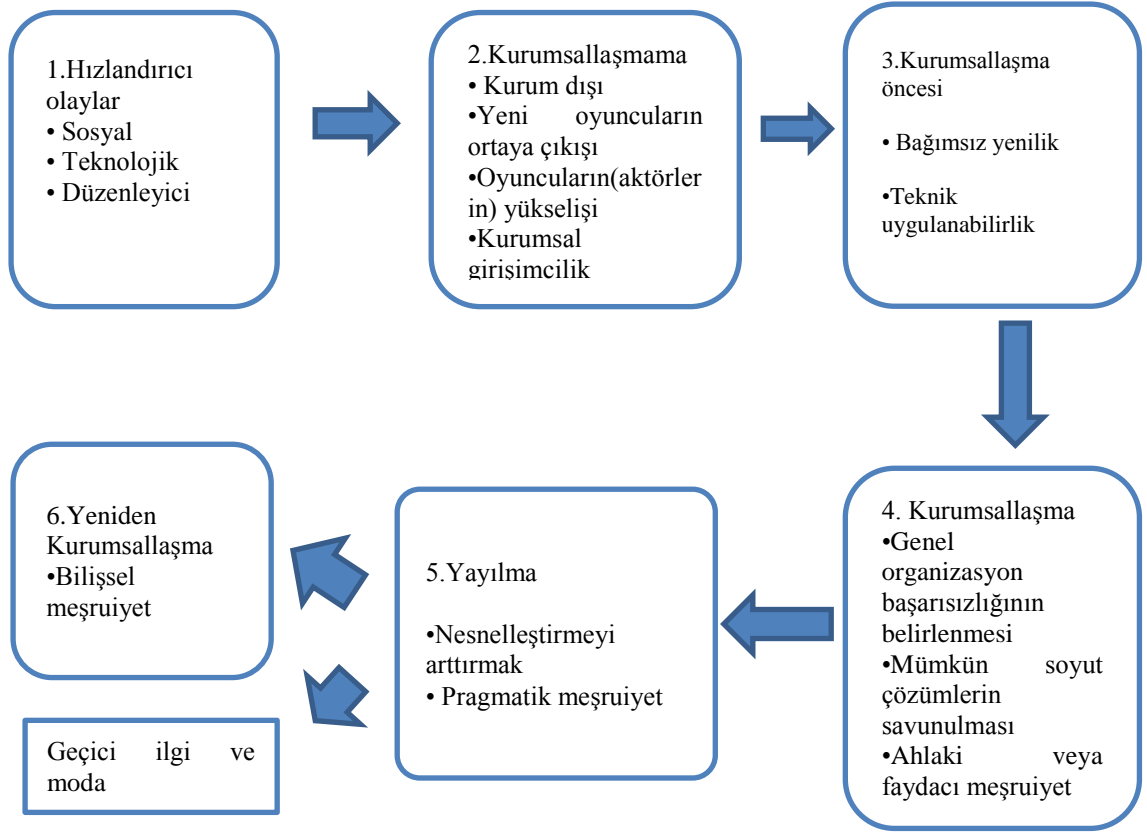 1.Hızlandırıcı
olaylar
• Sosyal
• Teknolojik
• Düzenleyici
2.Kurumsallaşmama
• Kurum dışı
•Yeni oyuncuların
ortaya çıkışı
•Oyuncuların(aktörler
in) yükselişi
•Kurumsal
girişimcilik
3.Kurumsallaşma
öncesi
• Bağımsız yenilik
•Teknik
uygulanabilirlik
4. Kurumsallaşma
•Genel
organizasyon
başarısızlığının
belirlenmesi
•Mümkün soyut
çözümlerin
savunulması
•Ahlaki veya
faydacı meşruiyet
5.Yayılma
•Nesnelleştirmeyi
arttırmak
• Pragmatik meşruiyet
6.Yeniden
Kurumsallaşma
•Bilişsel
meşruiyet
Geçici ilgi ve
moda